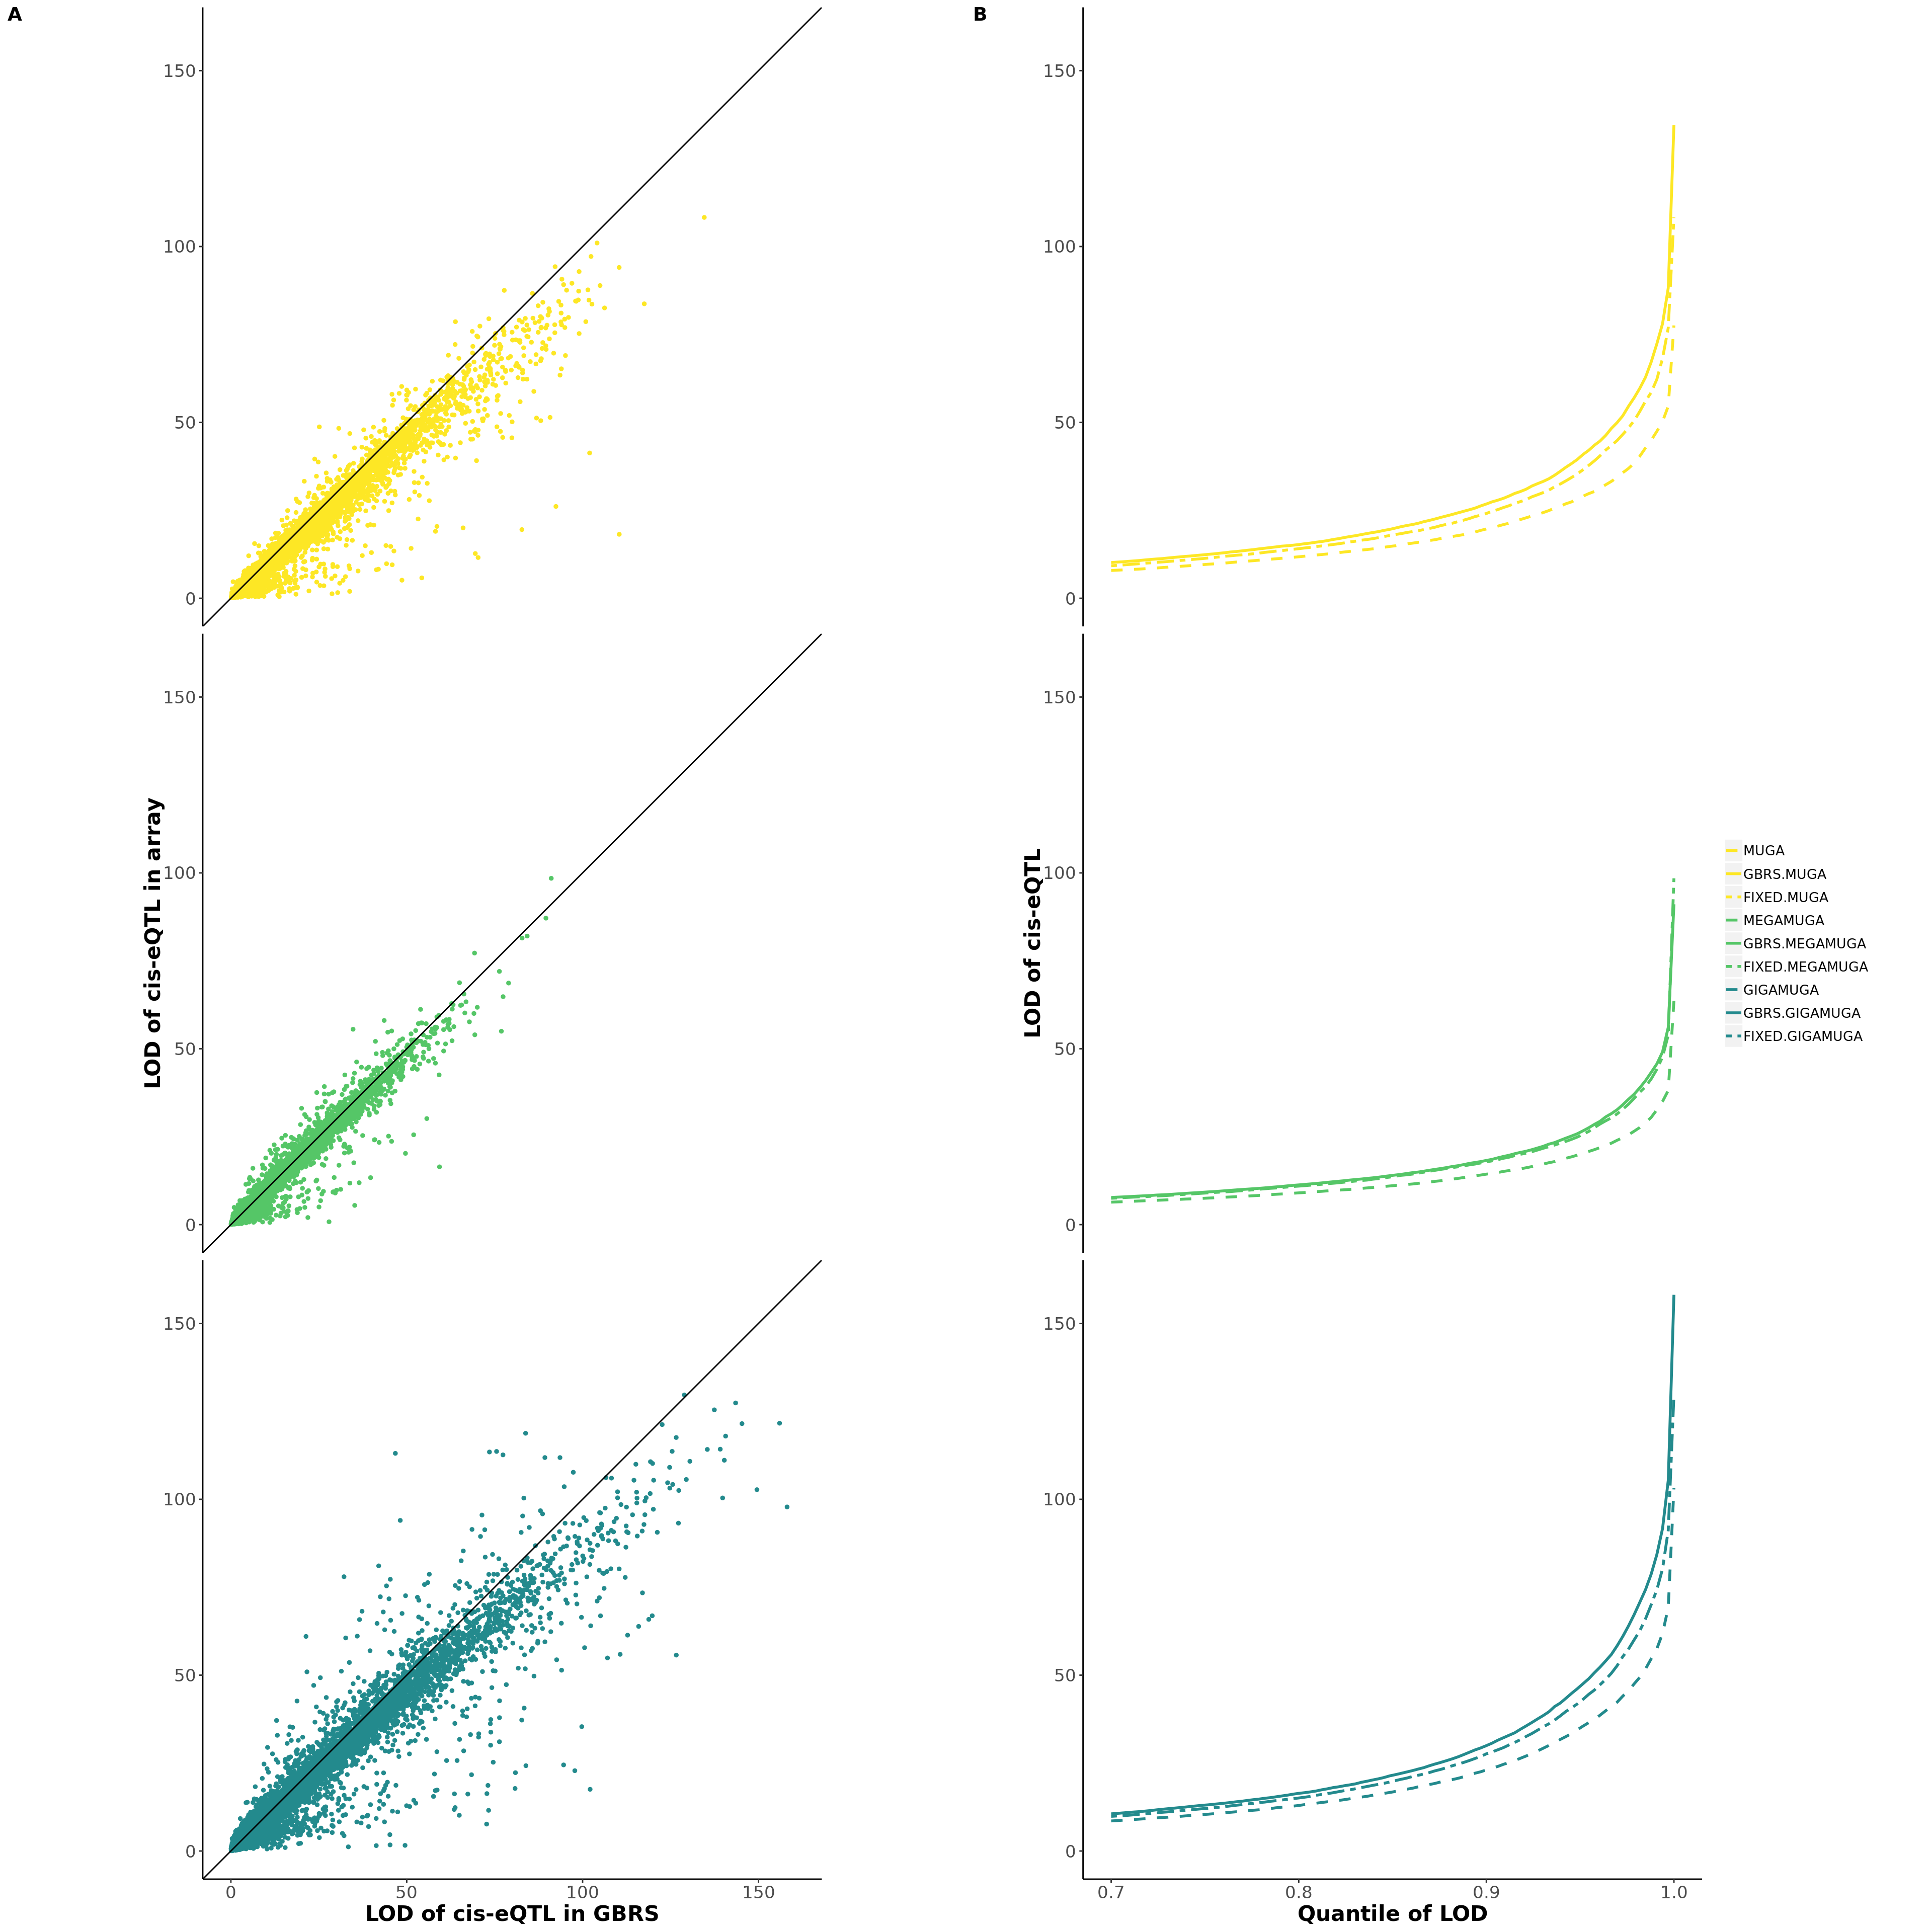 A
B
150
100
50
0
150
100
50
0
150
100
50
0
0 50 100 150
LOD of cis-eQTL in array
LOD of cis-eQTL in GBRS
150
100
50
0
150
100
50
0
150
100
50
0
0.7 0.8 0.9 1.0
LOD of cis-eQTL
Quantile of LOD
MUGA
GBRS.MUGA
FIXED.MUGA
MEGAMUGA
GBRS.MEGAMUGA
FIXED.MEGAMUGA
GIGAMUGA
GBRS.GIGAMUGA
FIXED.GIGAMUGA